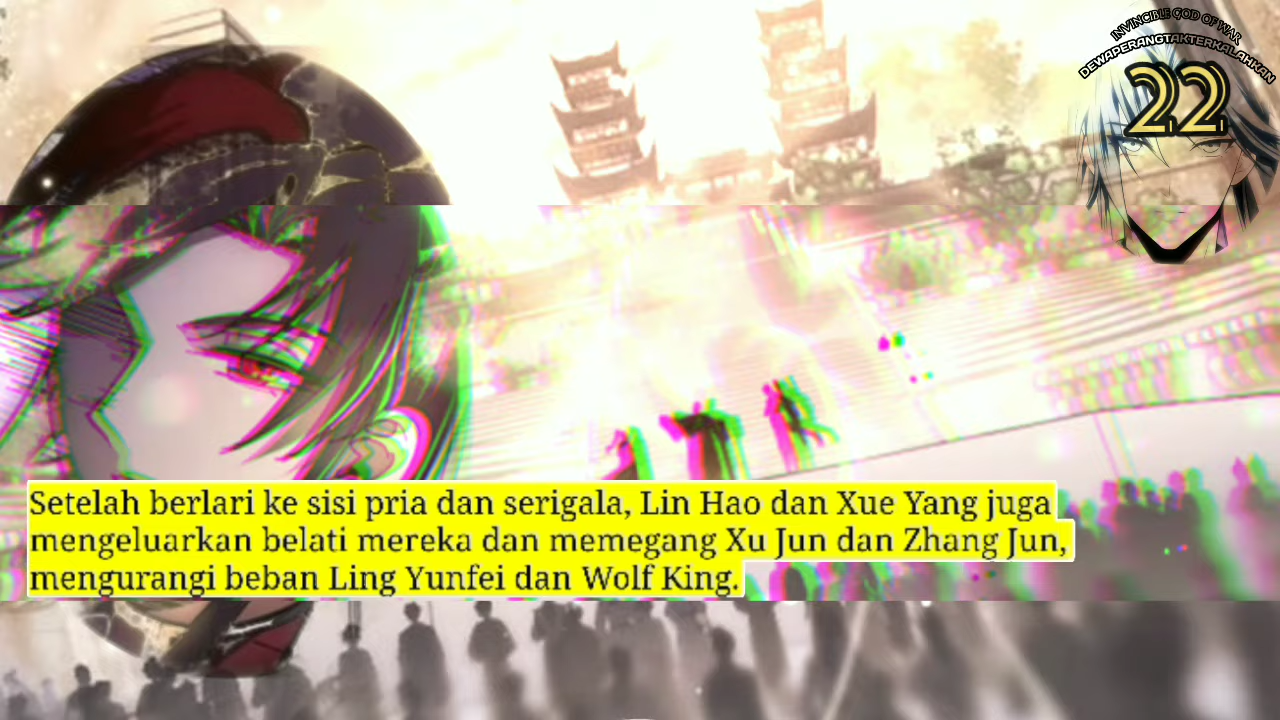 INVINCIBLE GOD OF WAR
DEWAPERANGTAKTERKALAHKAN
22
Setelah berlari ke sisi pria dan serigala, Lin Hao dan Xue Yang juga
mengeluarkan belati mereka dan memegang Xu Jun dan Zhang Jun,
mengurangi beban Ling Yunfei dan Wolf King.